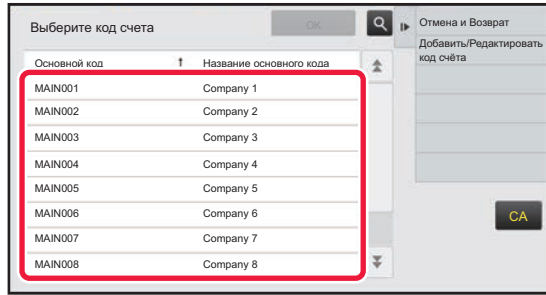 Выберите код счета
OK
Отмена и Возврат
Добавить/Редактировать
код счёта
Основной код ↑ Название основного кода
MAIN001 Company 1
MAIN002 Company 2
MAIN003 Company 3
MAIN004 Company 4
MAIN005 Company 5
MAIN006 Company 6
MAIN007 Company 7
MAIN008 Company 8
CA